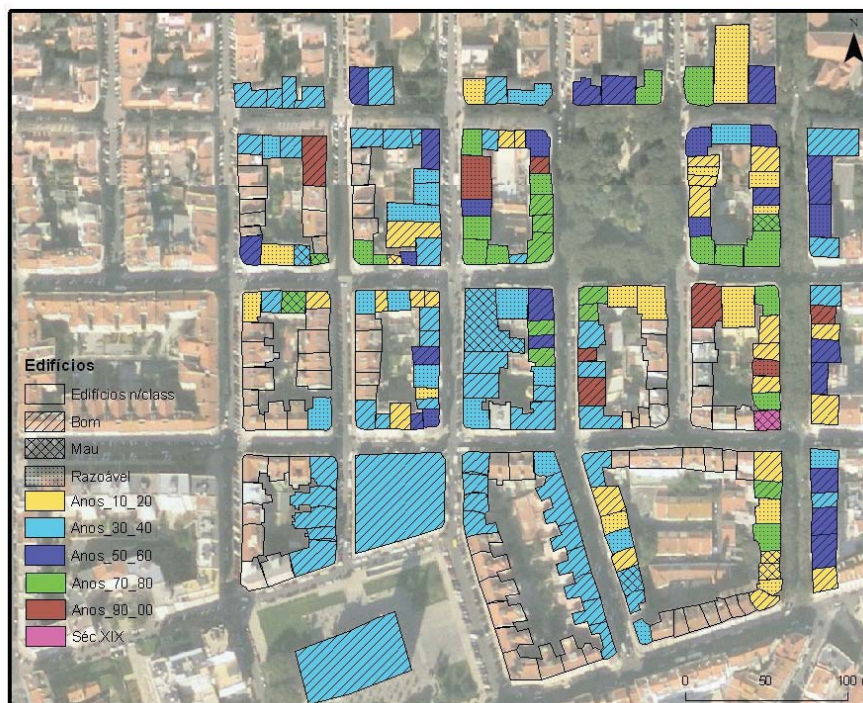 N
Edifícios
Edifícios n/class
Bom
Mau
Razoável
Anos_10_20
Anos_30_40
Anos_50_60
Anos_70_80
Anos_90_00
Séc.XIX
0 50 100